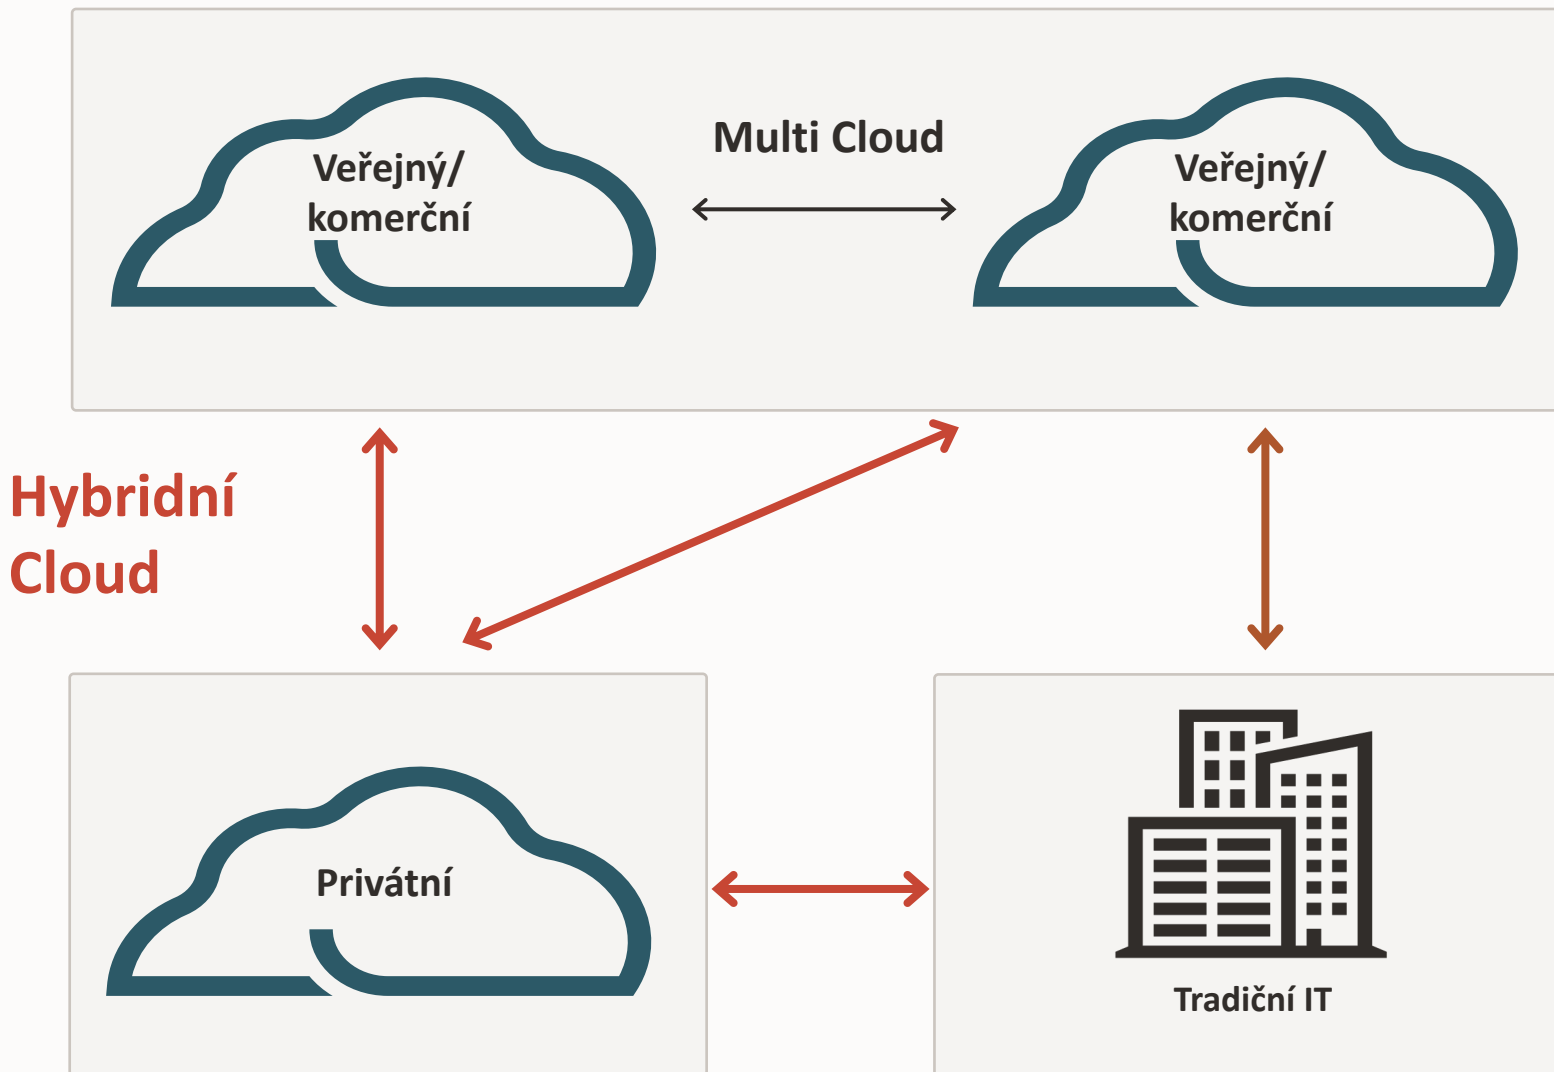 Veřejný/
komerční
Multi Cloud
Veřejný/
komerční
Hybridní
Cloud
Privátní
Tradiční IT